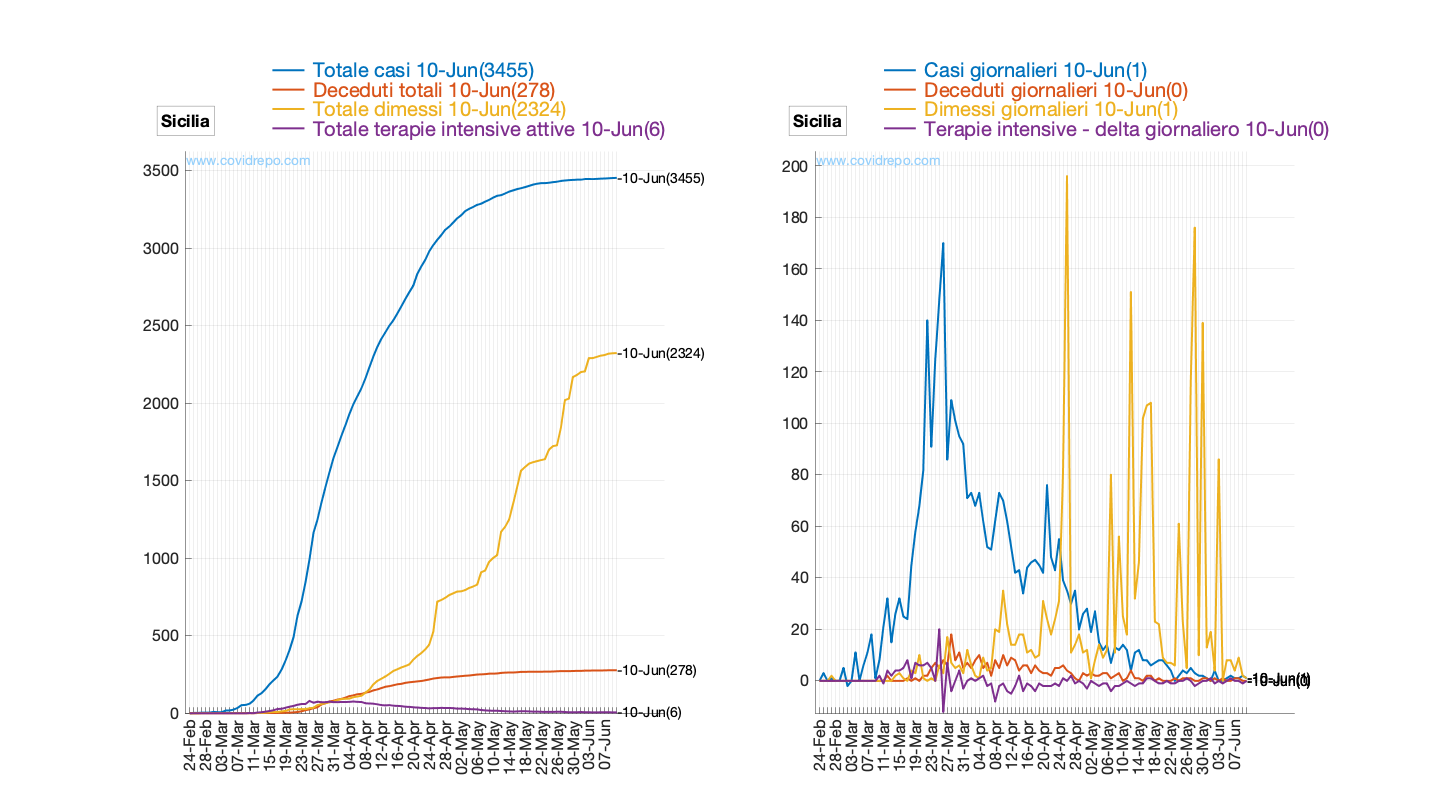 Totale casi 10-Jun(3455)
Deceduti totali 10-Jun(278)
Totale dimessi 10-Jun(2324)
Totale terapie intensive attive 10-Jun(6)
Sicilia
www.covidrepo.com
3500
3000
2500
2000
1500
1000
500
0
-10-Jun(3455)
-10-Jun(2324)
-10-Jun(278)
-10-Jun(6)
24-Feb
28-Feb
03-Mar
07-Mar
11-Mar
15-Mar
19-Mar
23-Mar
27-Mar
31-Mar
04-Apr
08-Apr
12-Apr
16-Apr
20-Apr
24-Apr
28-Apr
02-May
06-May
10-May
14-May
18-May
22-May
26-May
30-May
03-Jun
07-Jun
Casi giornalieri 10-Jun(1)
Deceduti giornalieri 10-Jun(0)
Dimessi giornalieri 10-Jun(1)
Terapie intensive - delta giornaliero 10-Jun(0)
Sicilia
www.covidrepo.com
200
180
160
140
120
100
80
60
40
20
0
24-Feb
28-Feb
03-Mar
07-Mar
11-Mar
15-Mar
19-Mar
23-Mar
27-Mar
31-Mar
04-Apr
08-Apr
12-Apr
16-Apr
20-Apr
24-Apr
28-Apr
02-May
06-May
10-May
14-May
18-May
22-May
26-May
30-May
03-Jun
07-Jun